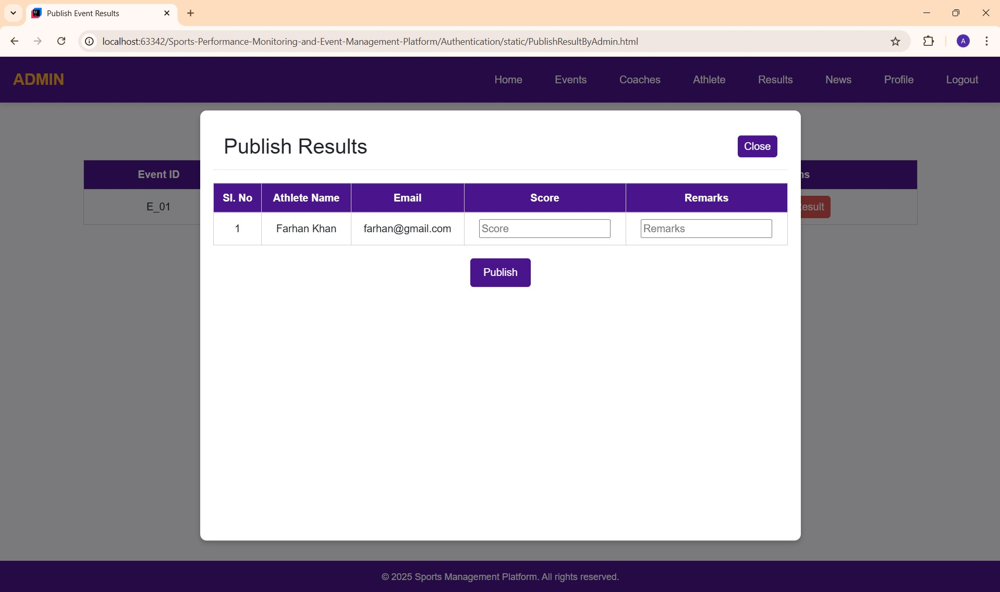 Publish Event Results
localhost:63342/Sports-Performance-Monitoring-and-Event-Management-Platform/Authentication/static/PublishResultByAdmin.html
A
ADMIN
Home Events Coaches Athlete Results News Profile Logout
Publish Results Close
Event ID ns
Sl. No Athlete Name Email Score Remarks
E_01 esult
1 Farhan Khan farhan@gmail.com Score Remarks
Publish
© 2025 Sports Management Platform. All rights reserved.